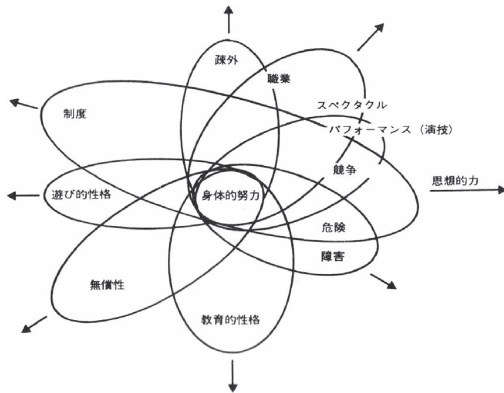 疎外
職業
制度
スペクタクル
パフォーマンス（演技）
競争
思想的力
遊び的性格
身体的努力
危険
障害
無償性
教育的性格